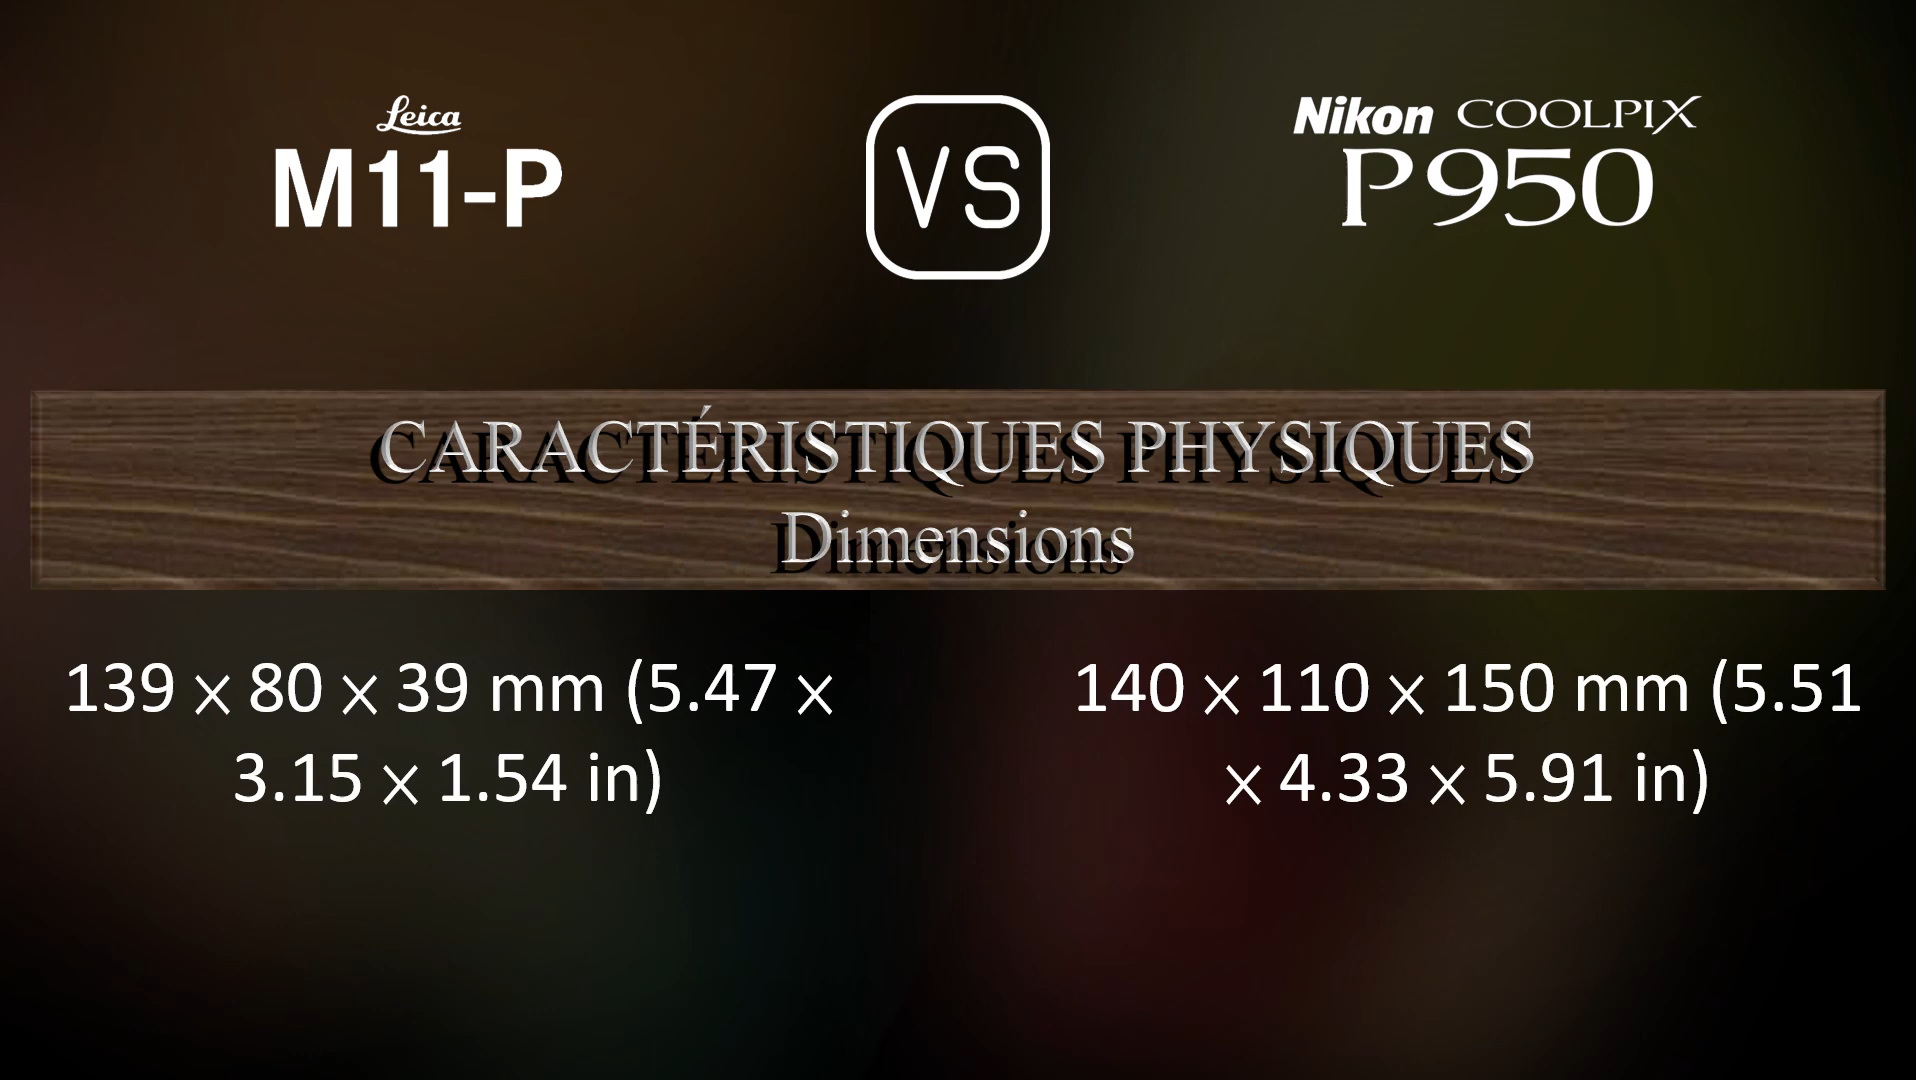 Leica
M11-P
VS
Nikon COOLPIX
P950
CARACTÉRISTIQUES PHYSIQUES
Dimensions
139 x 80 x 39 mm (5.47 x
3.15 x 1.54 in)
140 x 110 x 150 mm (5.51
x 4.33 x 5.91 in)